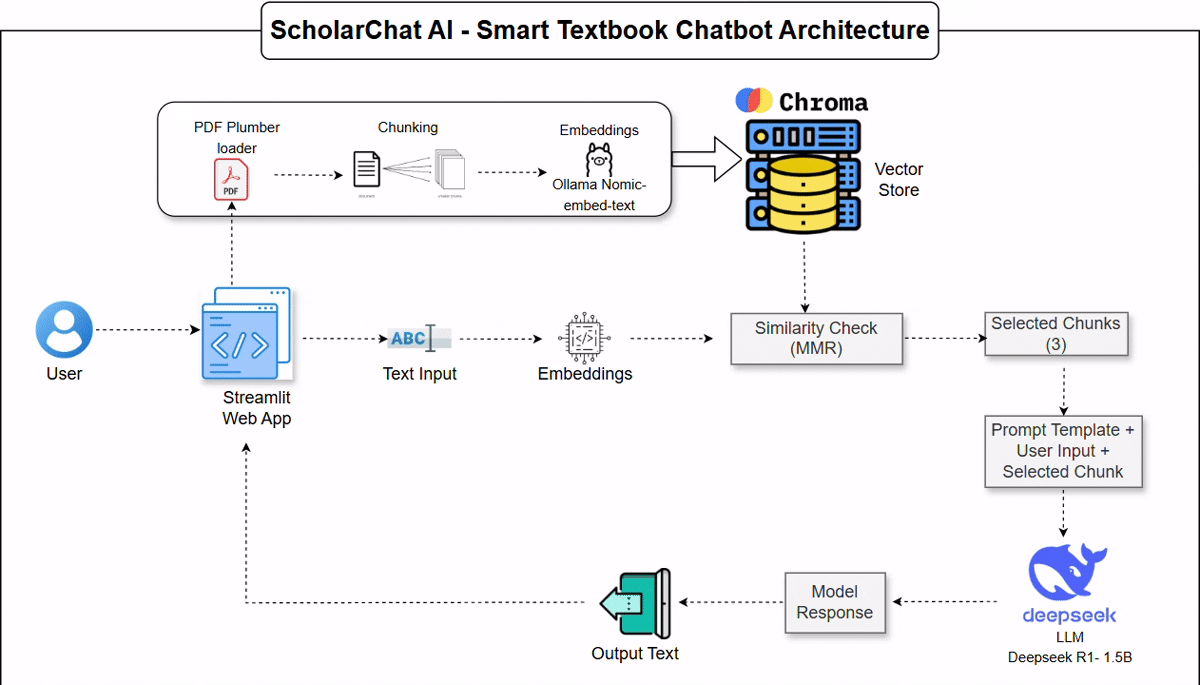 ScholarChat AI - Smart Textbook Chatbot Architecture
PDF Plumber
loader
PDF
Chunking
Embeddings
Ollama Nomic-
embed-text
Chroma
Vector
Store
User
Streamlit
Web App
ABC
Text Input
Embeddings
Similarity Check
(MMR)
Selected Chunks
(3)
Prompt Template +
User Input +
Selected Chunk
deepseek
LLM
Deepseek R1- 1.5B
Model
Response
Output Text